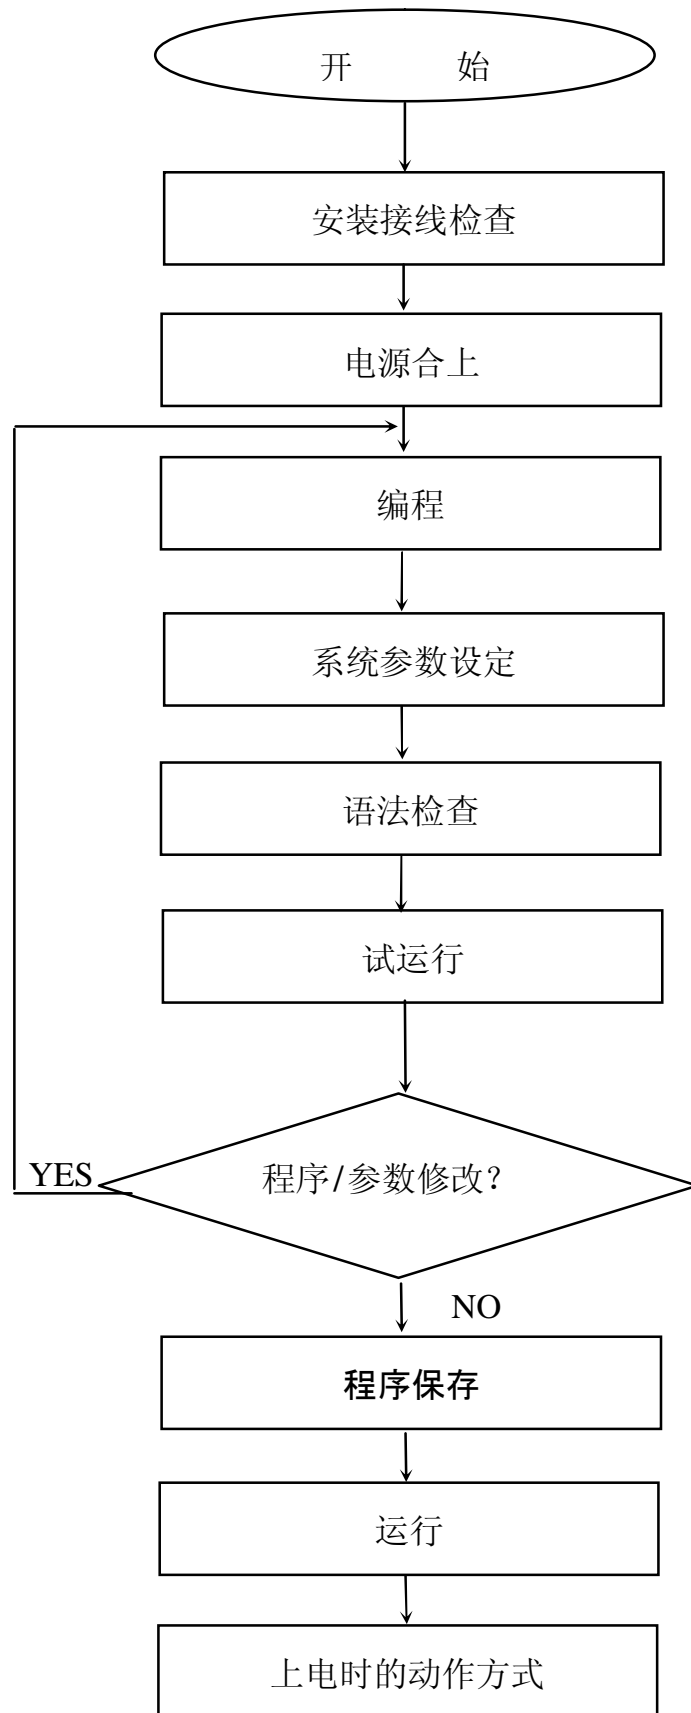 开 始
安装接线检查
电源合上
编程
系统参数设定
语法检查
试运行
YES
程序/参数修改?
NO
程序保存
运行
上电时的动作方式